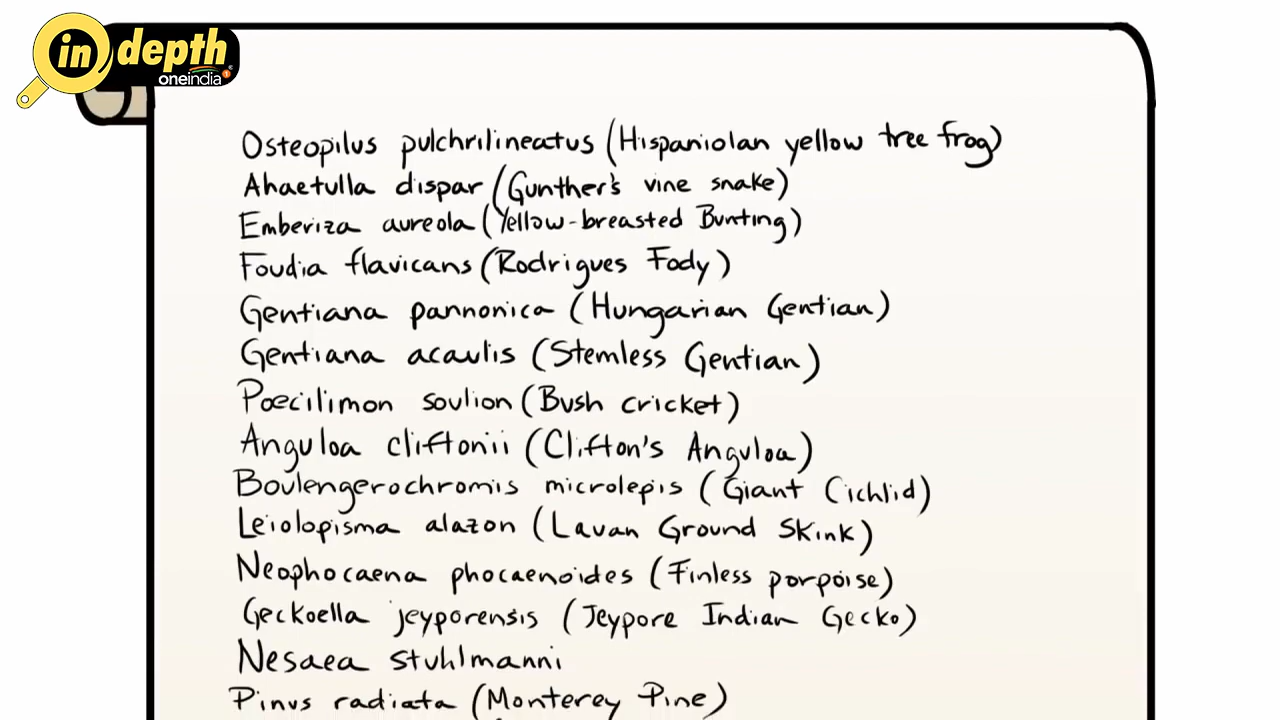 in depth
oneindia
Osteopilus pulchrilineatus (Hispaniolan yellow tree frog)
Ahaetulla dispar (Gunther's vine snake)
Emberiza aureola (Yellow-breasted Bunting)
Foudia flavicans (Rodrigues Fody)
Gentiana pannonica (Hungarian Gentian)
Gentiana acaulis (Stemless Gentian)
Poecilimon soulion (Bush cricket)
Anguloa cliftonii (Clifton's Anguloa)
Boulengerochromis microlepis (Giant Cichlid)
Leiolopisma alazon (Lavan Ground Skink)
Neophocaena phocaenoides (Finless porpoise)
Geckoella jeyporensis (Jeypore Indian Gecko)
Nesaea stuhlmanni
Pinus radiata (Monterey Pine)